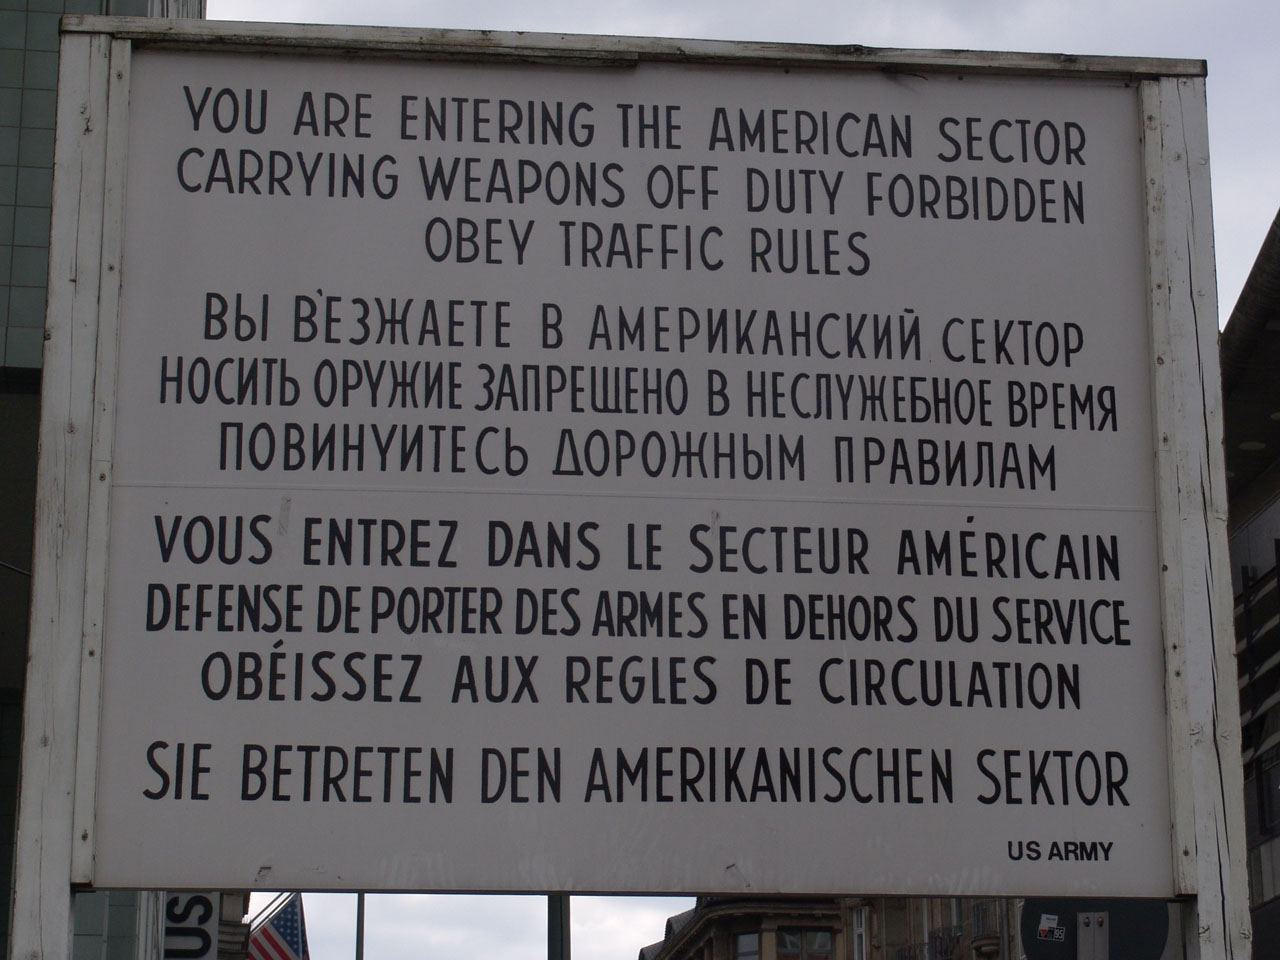 YOU ARE ENTERING THE AMERICAN SECTOR
CARRYING WEAPONS OFF DUTY FORBIDDEN
OBEY TRAFFIC RULES
ВЫ В'ЕЗЖАЕТЕ В АМЕРИКАНСКИЙ СЕКТОР
НОСИТЬ ОРУЖИЕ ЗАПРЕЩЕНО В НЕСЛУЖЕБНОЕ ВРЕМЯ
ПОВИНУИТЕСЬ ДОРОЖНЫМ ПРАВИЛАМ
VOUS ENTREZ DANS LE SECTEUR AMÉRICAIN
DEFENSE DE PORTER DES ARMES EN DEHORS DU SERVICE
OBÉISSEZ AUX REGLES DE CIRCULATION
SIE BETRETEN DEN AMERIKANISCHEN SEKTOR
US ARMY
US